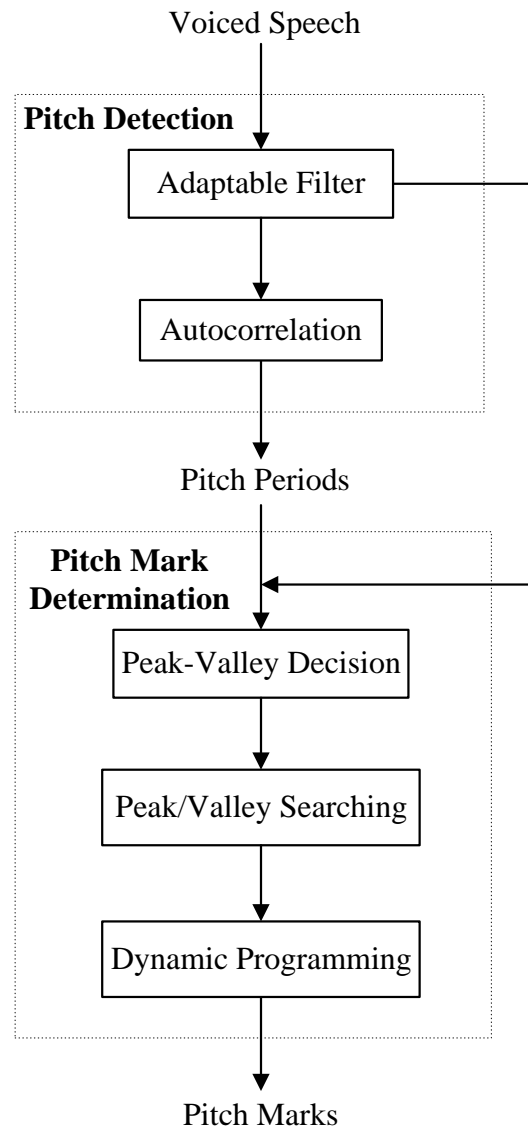 Voiced Speech
Pitch Detection
Adaptable Filter
Autocorrelation
Pitch Periods
Pitch Mark
Determination
Peak-Valley Decision
Peak/Valley Searching
Dynamic Programming
Pitch Marks